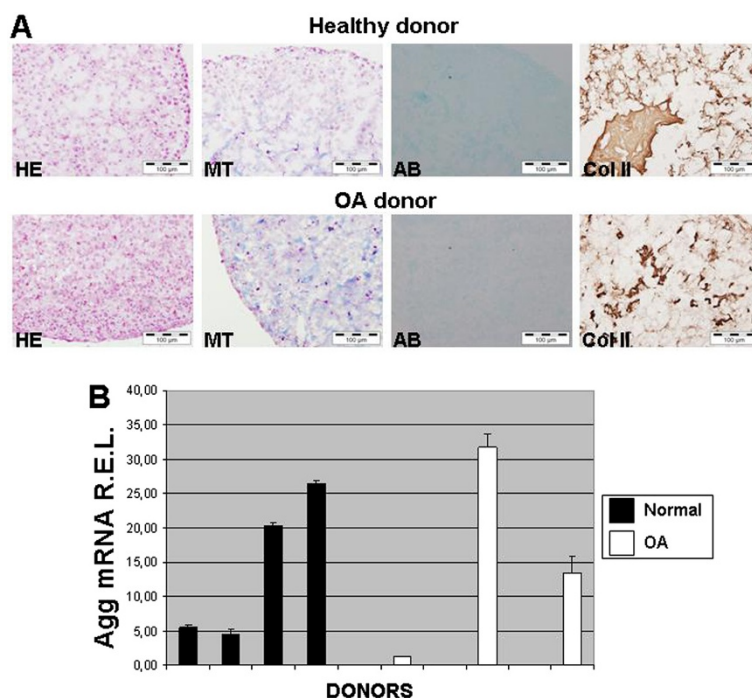 A
Healthy donor
HE 100 µm
MT 100 µm
AB 100 µm
Col II 100 µm
OA donor
HE 100 µm
MT 100 µm
AB 100 µm
Col II 100 µm
B
Agg mRNA R.E.L.
40,00
35,00
30,00
25,00
20,00
15,00
10,00
5,00
0,00
DONORS
Normal
OA